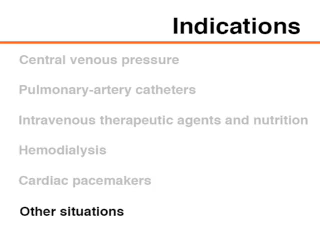 Indications
Central venous pressure
Pulmonary-artery catheters
Intravenous therapeutic agents and nutrition
Hemodialysis
Cardiac pacemakers
Other situations